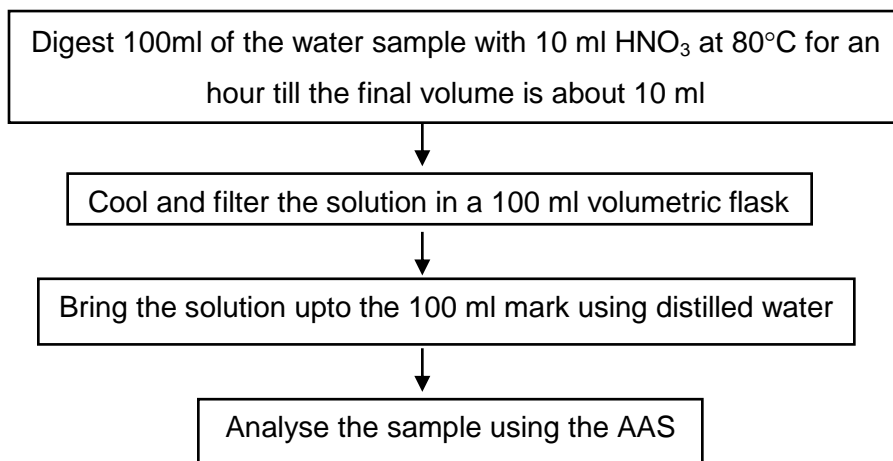 Digest 100ml of the water sample with 10 ml HNO₃ at 80°C for an
hour till the final volume is about 10 ml
Cool and filter the solution in a 100 ml volumetric flask
Bring the solution upto the 100 ml mark using distilled water
Analyse the sample using the AAS